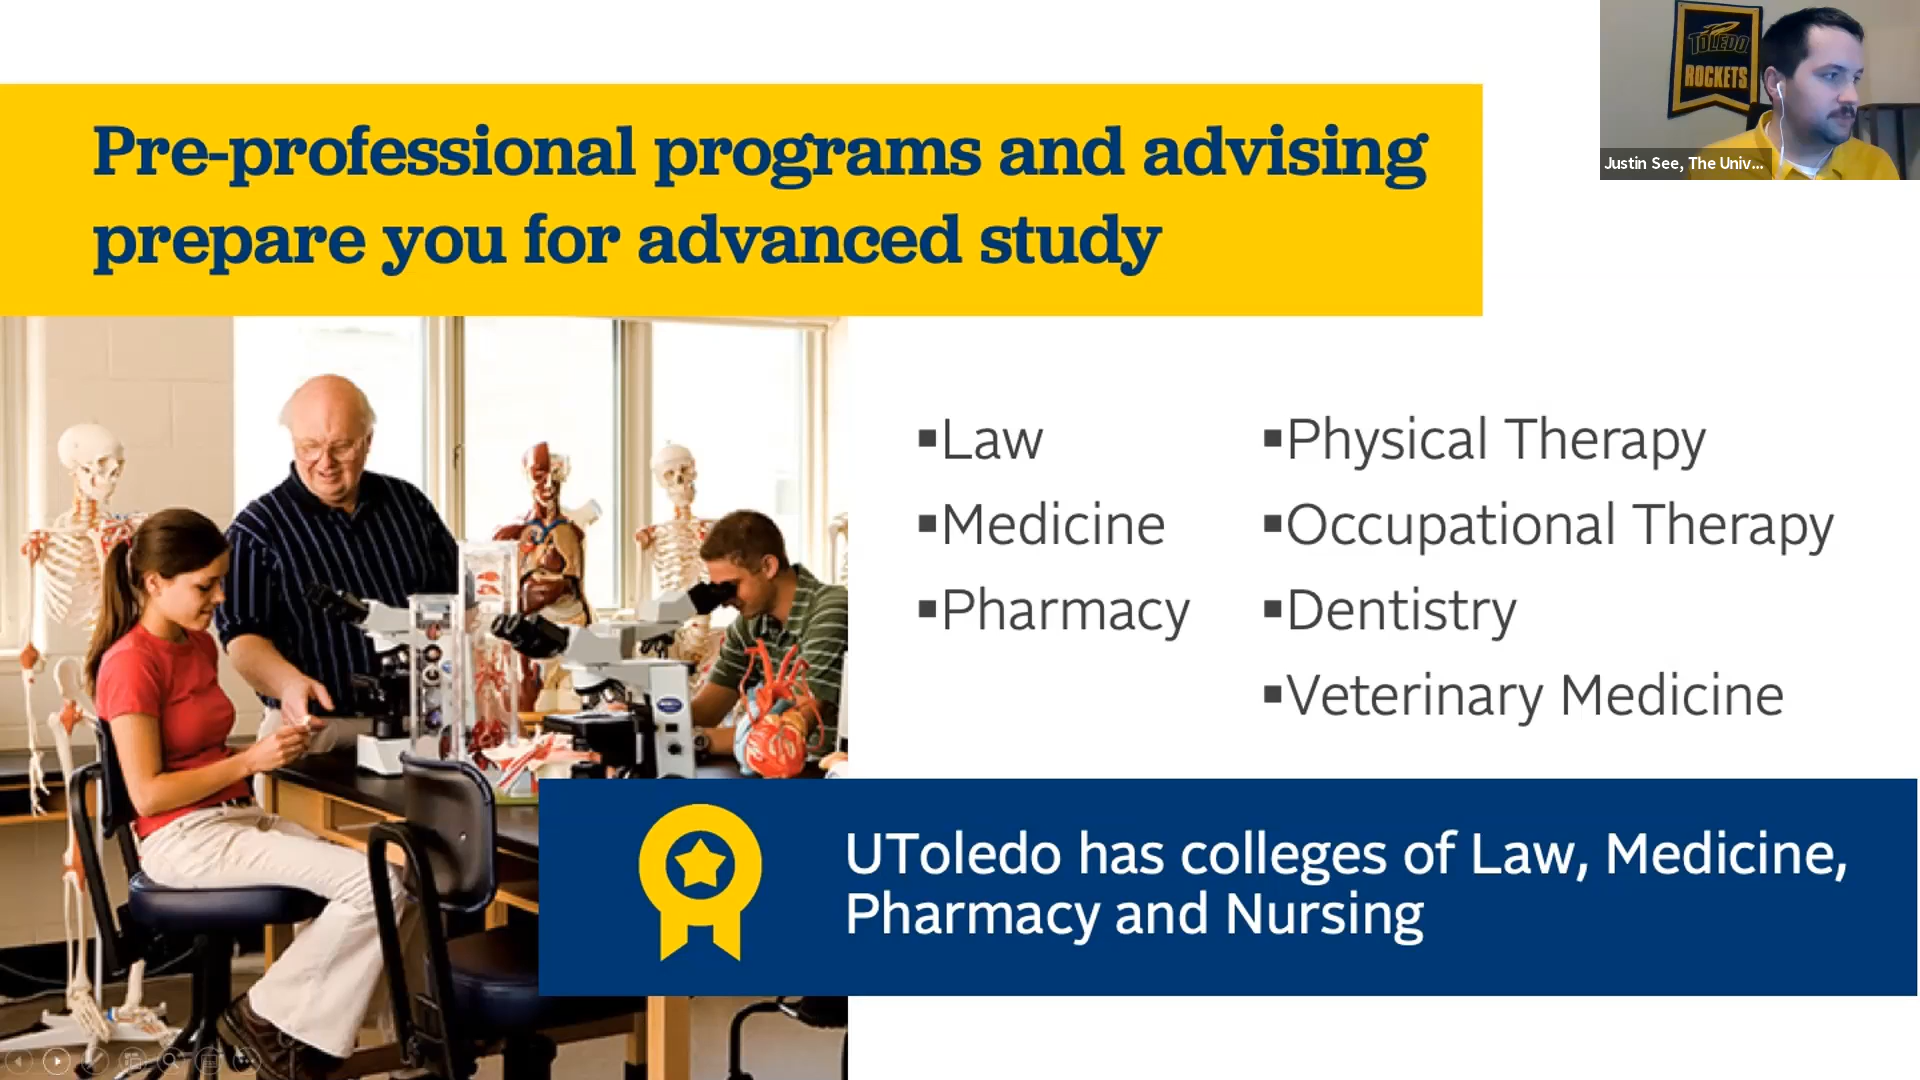 Pre-professional programs and advising
prepare you for advanced study
TOLEDO
ROCKETS
Justin See, The Univ...
▪Law
▪Medicine
▪Pharmacy
▪Physical Therapy
▪Occupational Therapy
▪Dentistry
▪Veterinary Medicine
UToledo has colleges of Law, Medicine,
Pharmacy and Nursing